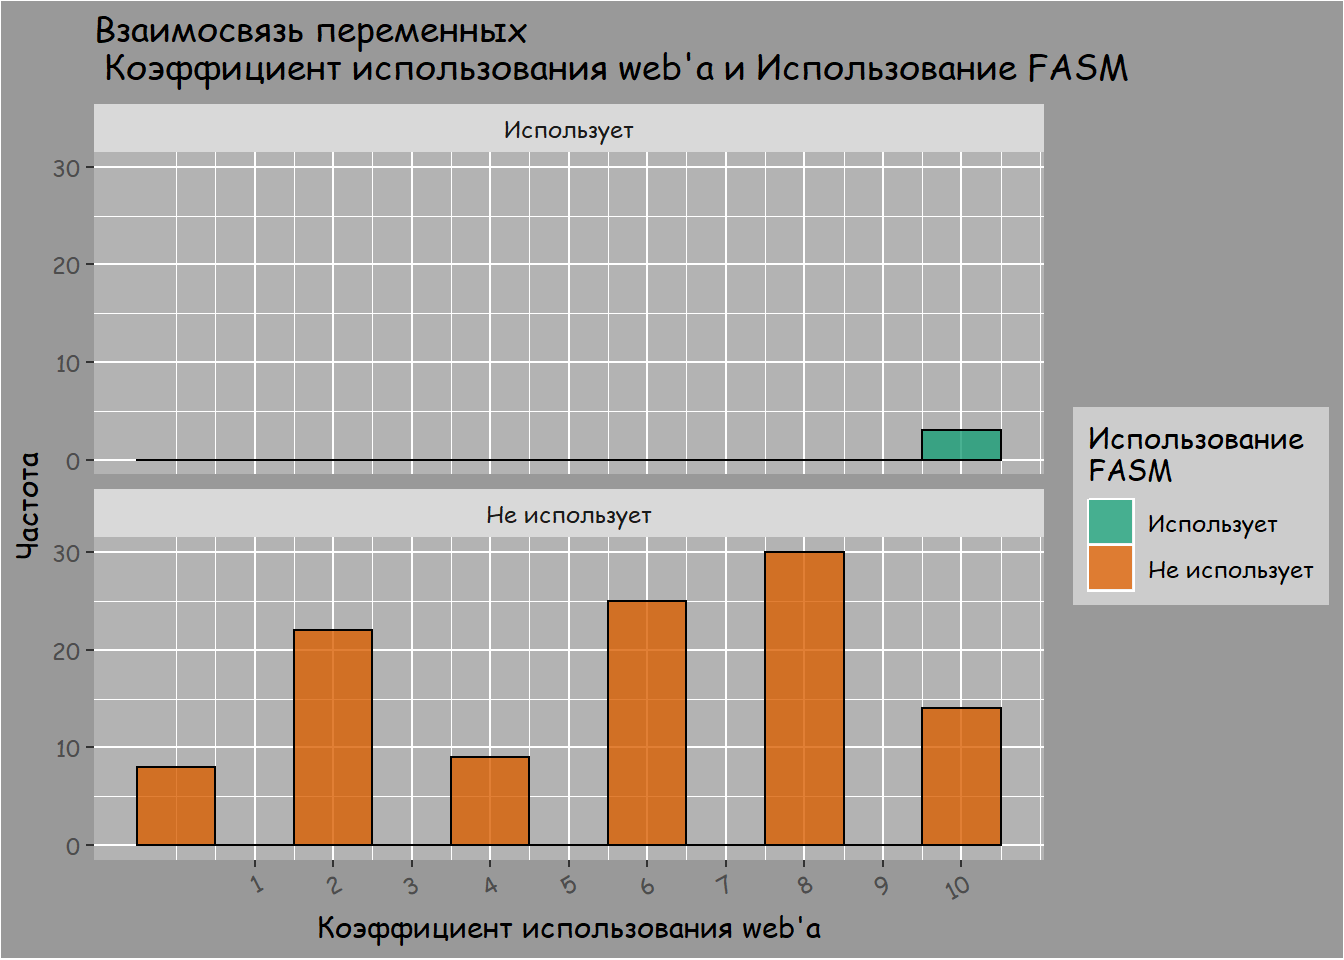 Взаимосвязь переменных
Коэффициент использования web'а и Использование FASM
Использует
30
20
10
0
Не использует
30
20
10
0
1 2 3 4 5 6 7 8 9 10
Коэффициент использования web'а
Частота
Использование
FASM
Использует
Не использует